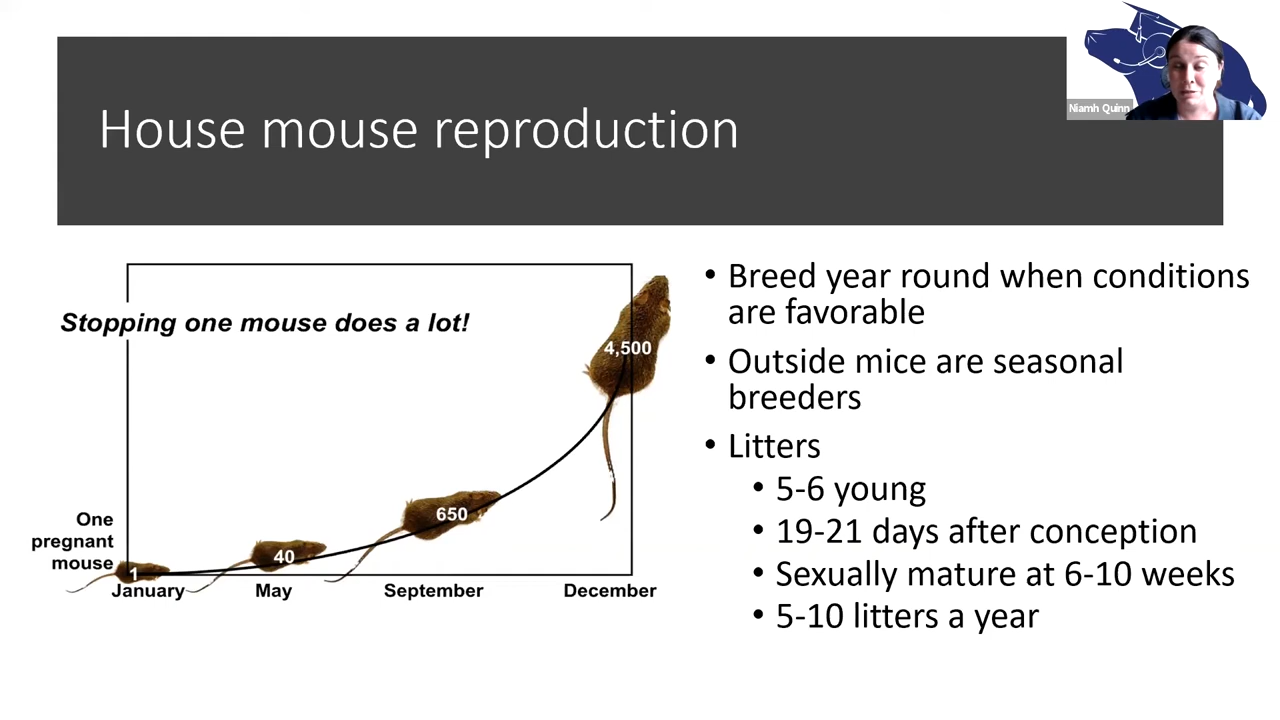 House mouse reproduction
Niamh Quinn
Stopping one mouse does a lot!
4,500
650
40
1
One
pregnant
mouse
January May September December
• Breed year round when conditions
are favorable
• Outside mice are seasonal
breeders
• Litters
• 5-6 young
• 19-21 days after conception
• Sexually mature at 6-10 weeks
• 5-10 litters a year